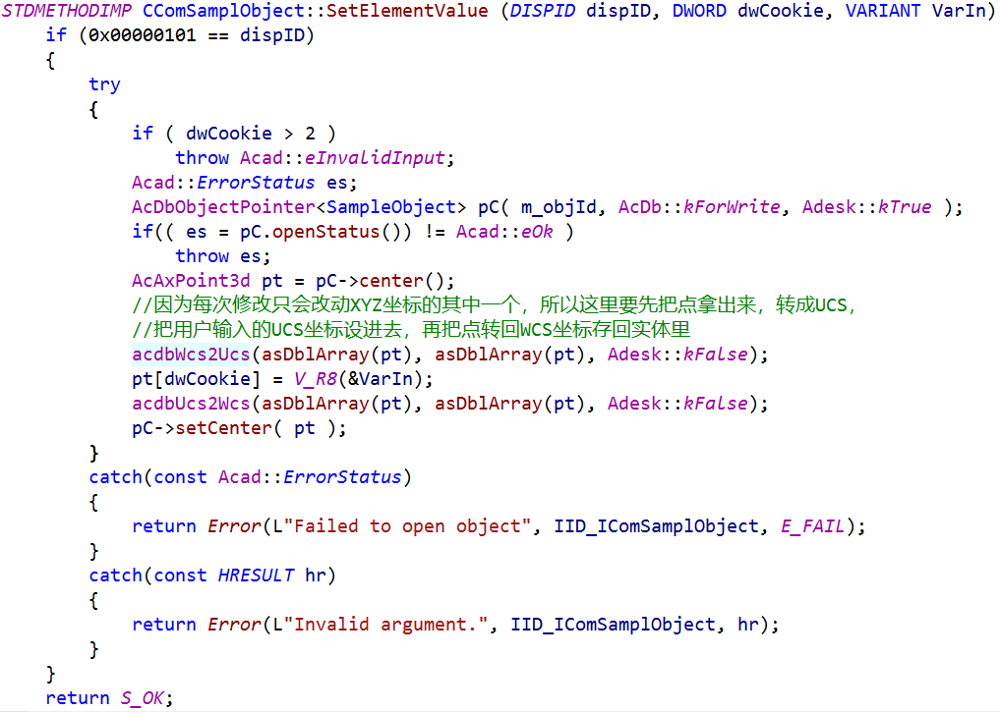 STDMETHODIMP CComSamplObject::SetElementValue (DISPID dispID, DWORD dwCookie, VARIANT VarIn)
if (0x00000101 == dispID)
{
try
{
if ( dwCookie > 2 )
throw Acad::eInvalidInput;
Acad::ErrorStatus es;
AcDbObjectPointer<SampleObject> pC( m_objId, AcDb::kForWrite, Adesk::kTrue );
if(( es = pC.openStatus()) != Acad::eOk )
throw es;
AcAxPoint3d pt = pC->center();
//因为每次修改只会改动XYZ坐标的其中一个，所以这里要先把点拿出来，转成UCS，
//把用户输入的UCS坐标设进去，再把点转回WCS坐标存回实体里
acdbWcs2Ucs(asDblArray(pt), asDblArray(pt), Adesk::kFalse);
pt[dwCookie] = V_R8(&VarIn);
acdbUcs2Wcs(asDblArray(pt), asDblArray(pt), Adesk::kFalse);
pC->setCenter( pt );
}
catch(const Acad::ErrorStatus)
{
return Error(L"Failed to open object", IID_IComSamplObject, E_FAIL);
}
catch(const HRESULT hr)
{
return Error(L"Invalid argument.", IID_IComSamplObject, hr);
}
}
return S_OK;